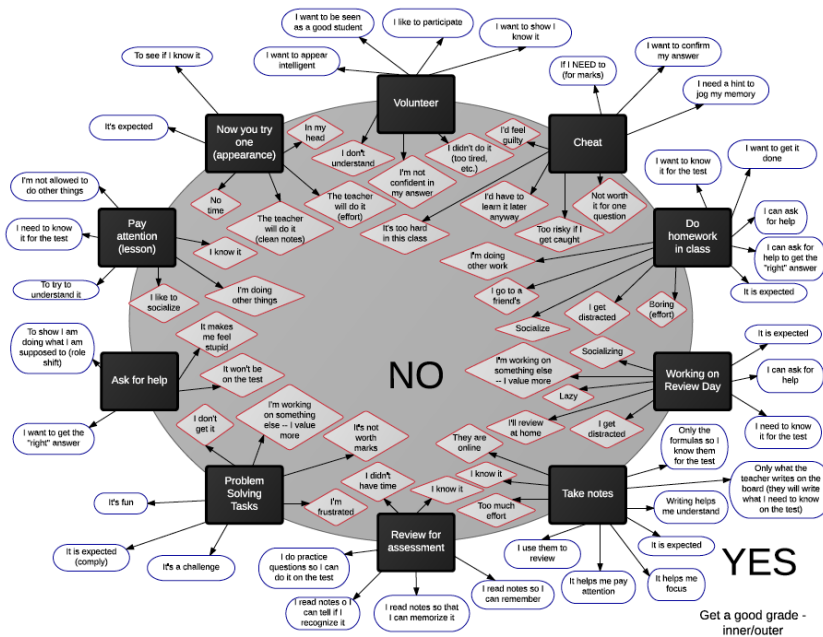 I want to be seen
as a good student
I like to participate
I want to show I
know it
I want to appear
intelligent
To see if I know it
It's expected
Volunteer
Now you try
one
(appearance)
In my
head
I don't
understand
I'm not
confident in
my answer
I didn't do it
(too tired,
etc.)
No
time
The teacher
will do it
(clean notes)
The teacher
will do it
(effort)
If I NEED to
(for marks)
I want to confirm
my answer
I need a hint to
jog my memory
Cheat
I'd feel
guilty
I'd have to
learn it later
anyway
It's too hard
in this class
Too risky if I
get caught
Not worth
it for one
question
I want to know
it for the test
I want to get it
done
I can ask
for help
I can ask for
help to get the
"right" answer
It is expected
Do
homework
in class
I'm doing
other work
I go to a
friend's
Socialize
I get
distracted
Boring
(effort)
I'm not allowed to
do other things
I need to know
it for the test
To try to
understand it
Pay
attention
(lesson)
I know it
I'm doing
other things
I like to
socialize
To show I am
doing what I am
supposed to (role
shift)
I want to get the
"right" answer
Ask for help
It makes
me feel
stupid
It won't be
on the test
NO
Working on
Review Day
Socializing
I'm working on
something else
-- I value more
Lazy
I'll review
at home
I get
distracted
It is expected
I can ask
for help
I need to know
it for the test
Problem
Solving
Tasks
I don't
get it
I'm working
on something
else -- I value
more
It's not
worth
marks
I'm
frustrated
It's fun
It is expected
(comply)
It's a challenge
Review for
assessment
I didn't
have time
I know it
I do practice
questions so I can
do it on the test
I read notes o I
can tell if I
recognize it
I read notes so that
I can memorize it
I read notes so I
can remember
Take notes
They are
online
I know it
Too much
effort
Only the
formulas so I
know them
for the test
Only what the
teacher writes on the
board (they will write
what I need to know
on the test)
Writing helps
me understand
It is expected
It helps me
focus
It helps me pay
attention
I use them to
review
YES
Get a good grade -
inner/outer